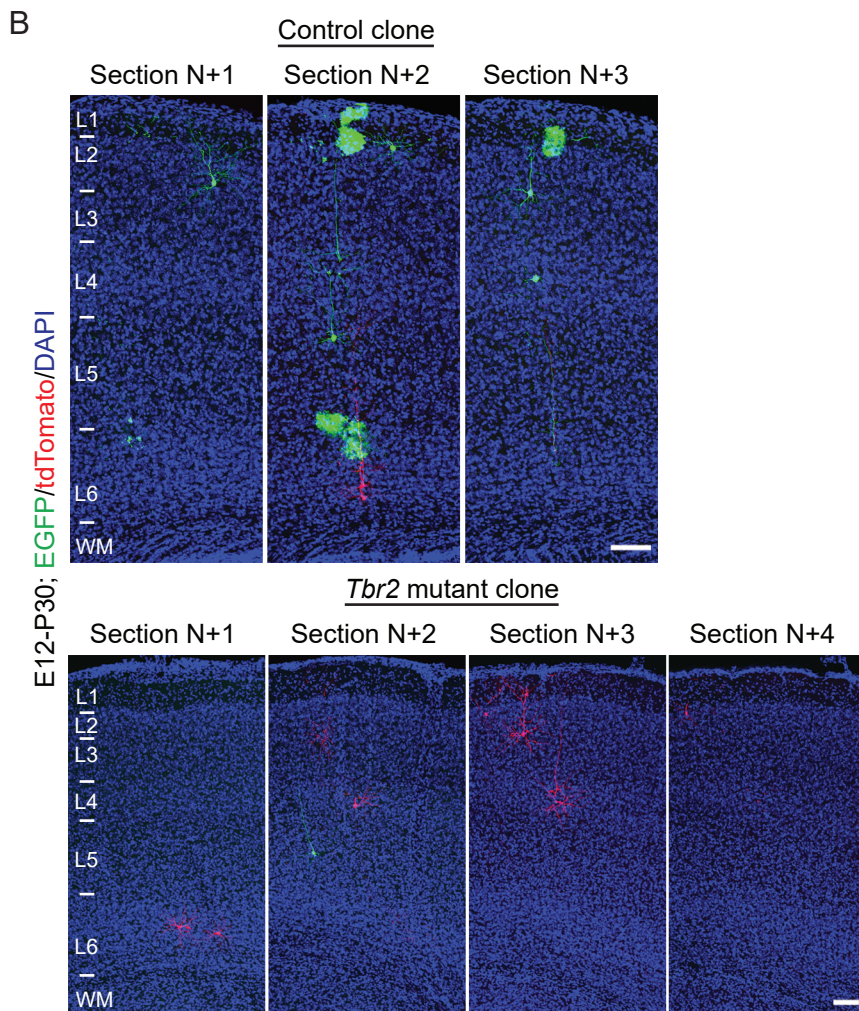 B
Control clone
Section N+1 Section N+2 Section N+3
L1
L2
L3
L4
L5
L6
WM
E12-P30; EGFP/tdTomato/DAPI
Tbr2 mutant clone
Section N+1 Section N+2 Section N+3 Section N+4
L1
L2
L3
L4
L5
L6
WM